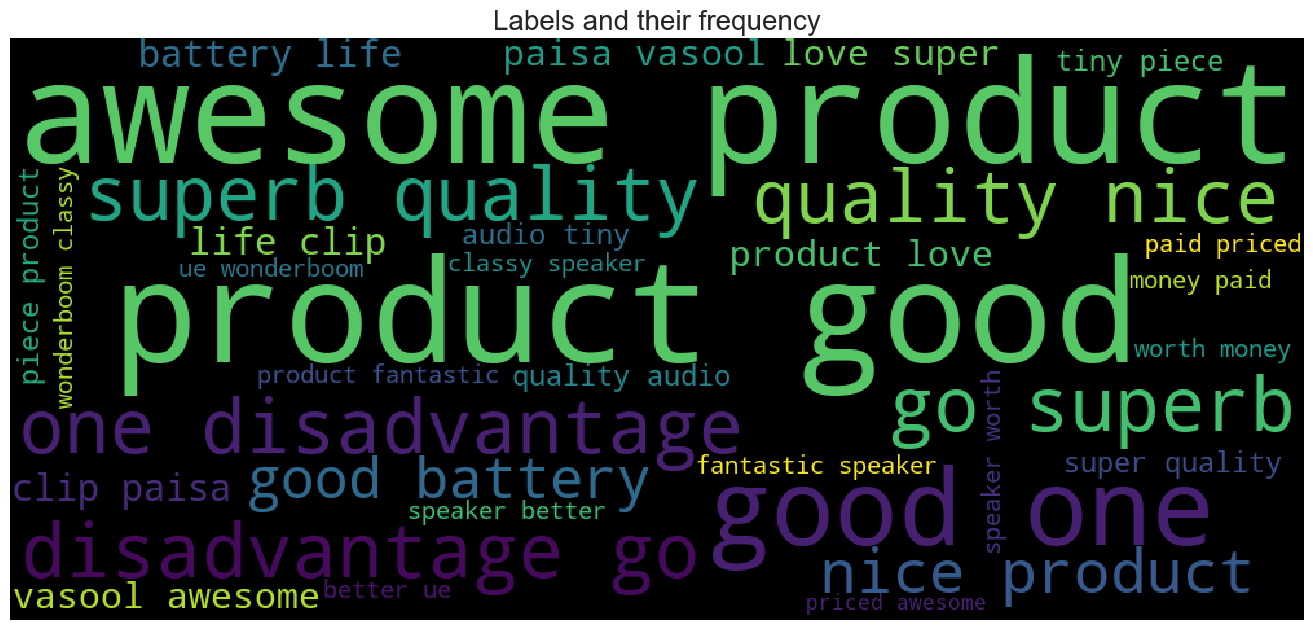 Labels and their frequency
battery life
paisa vasool
love super
tiny piece
awesome product
superb quality
quality nice
piece product
wonderboom classy
life clip
audio tiny
product love
paid priced
ue wonderboom
classy speaker
money paid
product good
worth money
product fantastic
quality audio
one disadvantage
go superb
speaker worth
clip paisa
good battery
fantastic speaker
super quality
speaker better
good one
disadvantage go
nice product
vasool awesome
better ue
priced awesome